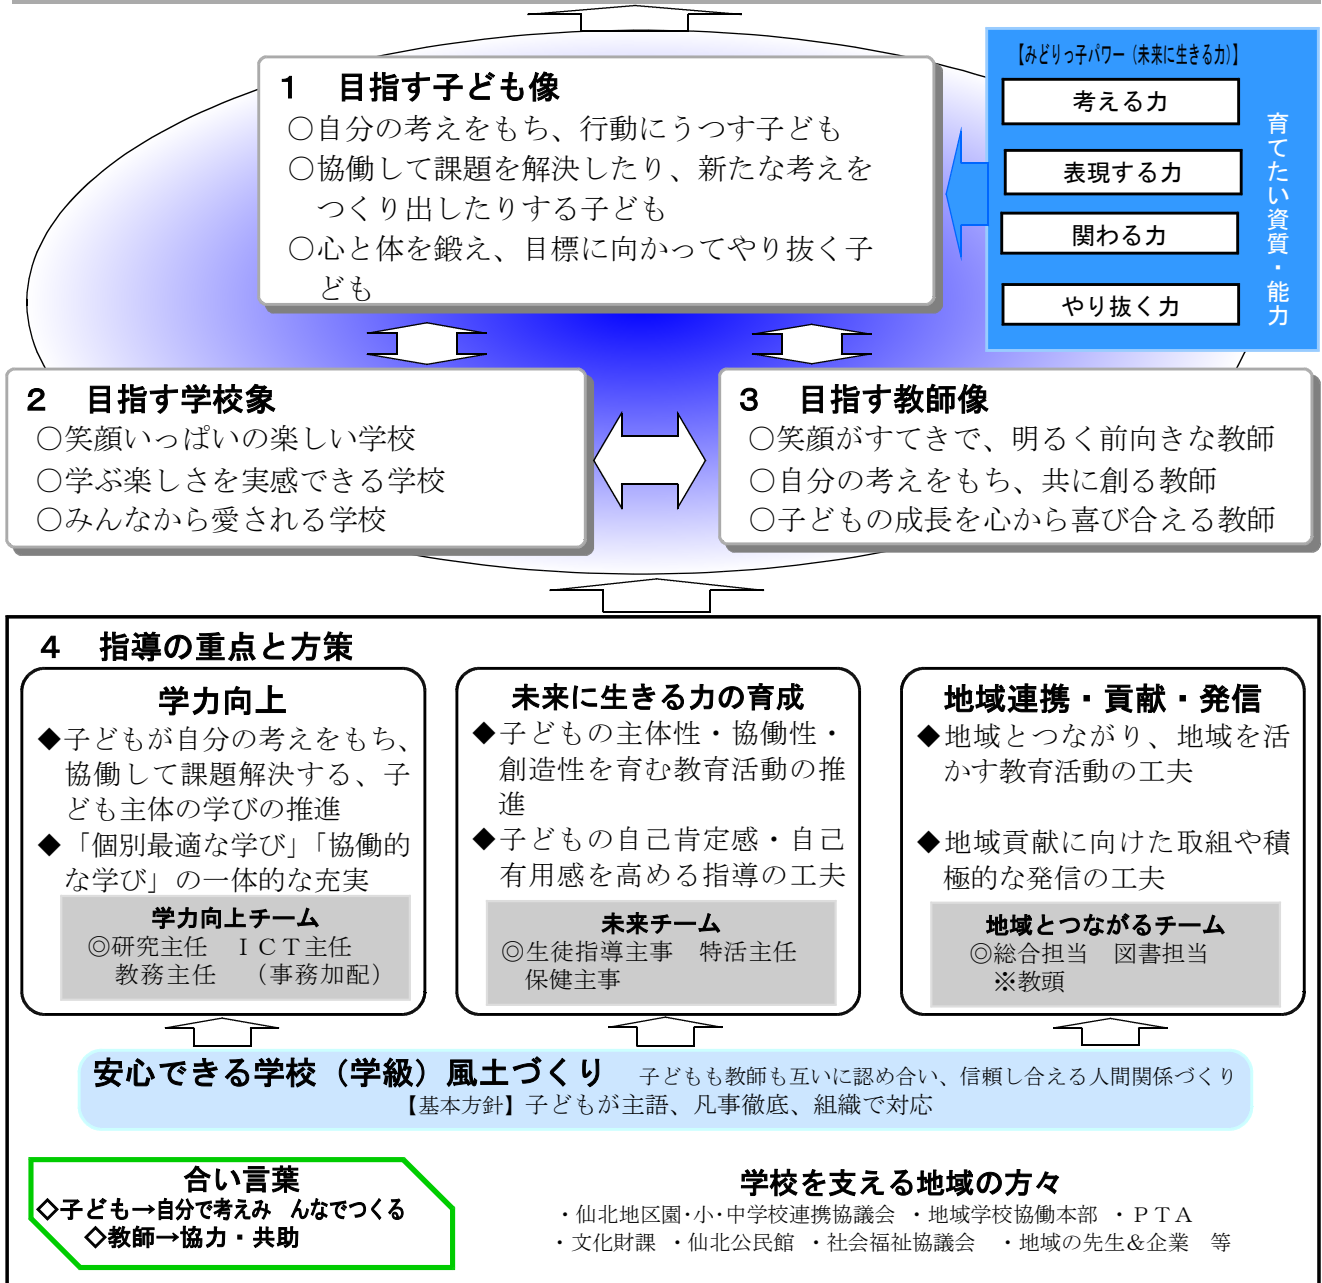 1　目指す子ども像
○自分の考えをもち、行動にうつす子ども
○協働して課題を解決したり、新たな考えを
つくり出したりする子ども
○心と体を鍛え、目標に向かってやり抜く子
ども
【みどりっ子パワー（未来に生きる力）】
考える力
表現する力
関わる力
やり抜く力
育てたい資質・能力
2　目指す学校象
○笑顔いっぱいの楽しい学校
○学ぶ楽しさを実感できる学校
○みんなから愛される学校
3　目指す教師像
○笑顔がすてきで、明るく前向きな教師
○自分の考えをもち、共に創る教師
○子どもの成長を心から喜び合える教師
4　指導の重点と方策
学力向上
◆子どもが自分の考えをもち、
協働して課題解決する、子
ども主体の学びの推進
◆「個別最適な学び」「協働的
な学び」の一体的な充実
学力向上チーム
◎研究主任　ＩＣＴ主任
教務主任　（事務加配）
未来に生きる力の育成
◆子どもの主体性・協働性・
創造性を育む教育活動の推
進
◆子どもの自己肯定感・自己
有用感を高める指導の工夫
未来チーム
◎生徒指導主事　特活主任
保健主事
地域連携・貢献・発信
◆地域とつながり、地域を活
かす教育活動の工夫
◆地域貢献に向けた取組や積
極的な発信の工夫
地域とつながるチーム
◎総合担当　図書担当
※教頭
安心できる学校（学級）風土づくり　子どもも教師も互いに認め合い、信頼し合える人間関係づくり
【基本方針】子どもが主語、凡事徹底、組織で対応
合い言葉
◇子ども→自分で考えみ　んなでつくる
◇教師→協力・共助
学校を支える地域の方々
・仙北地区園・小・中学校連携協議会　・地域学校協働本部　・ＰＴＡ
・文化財課　・仙北公民館　・社会福祉協議会　・地域の先生＆企業　等